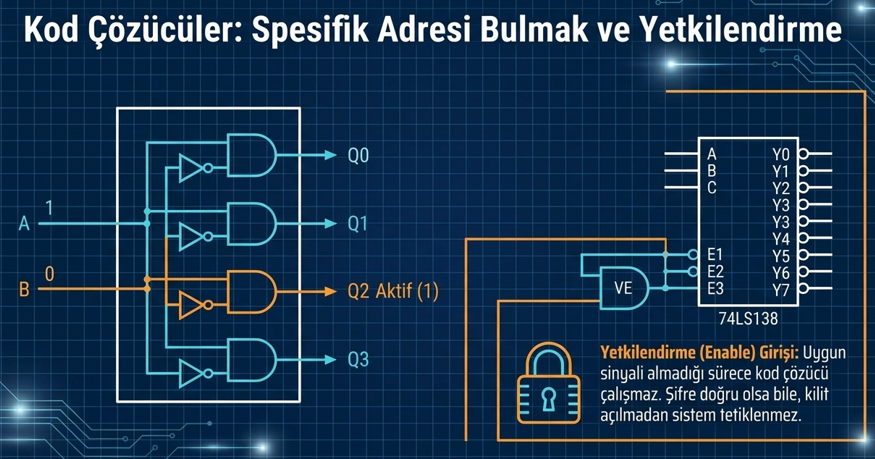 Kod Çözücüler: Spesifik Adresi Bulmak ve Yetkilendirme
A 1
B 0
Q0
Q1
Q2 Aktif (1)
Q3
A
B
C
E1
E2
E3
Y0
Y1
Y2
Y3
Y3
Y4
Y5
Y6
Y7
VE
74LS138
Yetkilendirme (Enable) Girişi: Uygun
sinyali almadığı sürece kod çözücü
çalışmaz. Şifre doğru olsa bile, kilit
açılmadan sistem tetiklenmez.